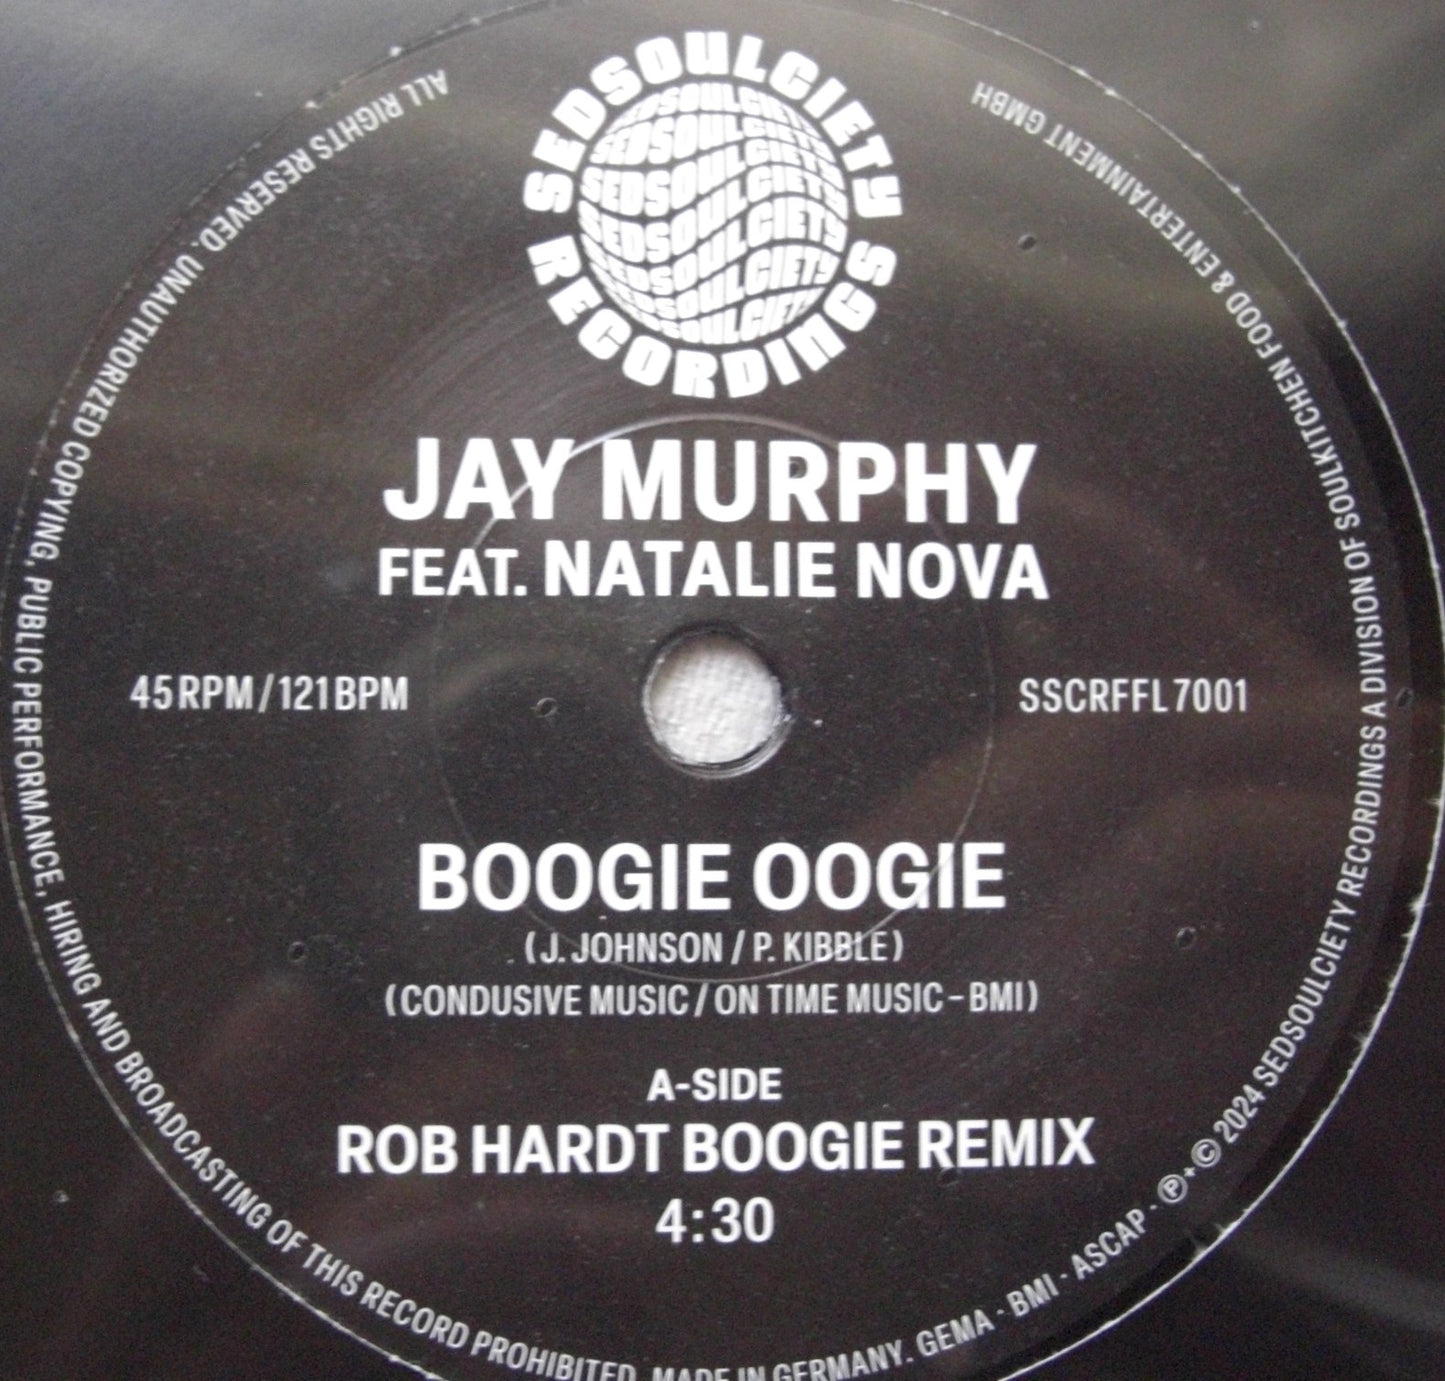 SEDSOULCIETY
RECORDINGS
SEDSOULCIETY
SEDSOULCIETY
SEDSOULCIETY
SEDSOULCIETY
SEDSOULCIETY
SEDSOULCIETY
SEDSOULCIETY
JAY MURPHY
FEAT. NATALIE NOVA
45 RPM / 121 BPM
SSCRFFL 7001
BOOGIE OOGIE
(J. JOHNSON / P. KIBBLE)
(CONDUSIVE MUSIC / ON TIME MUSIC – BMI)
A-SIDE
ROB HARDT BOOGIE REMIX
4:30
ALL RIGHTS RESERVED. UNAUTHORIZED COPYING, PUBLIC PERFORMANCE, HIRING AND BROADCASTING OF THIS RECORD PROHIBITED. MADE IN GERMANY. GEMA · BMI · ASCAP · ℗ + © 2024 SEDSOULCIETY RECORDINGS A DIVISION OF SOULKITCHEN FOOD & ENTERTAINMENT GMBH